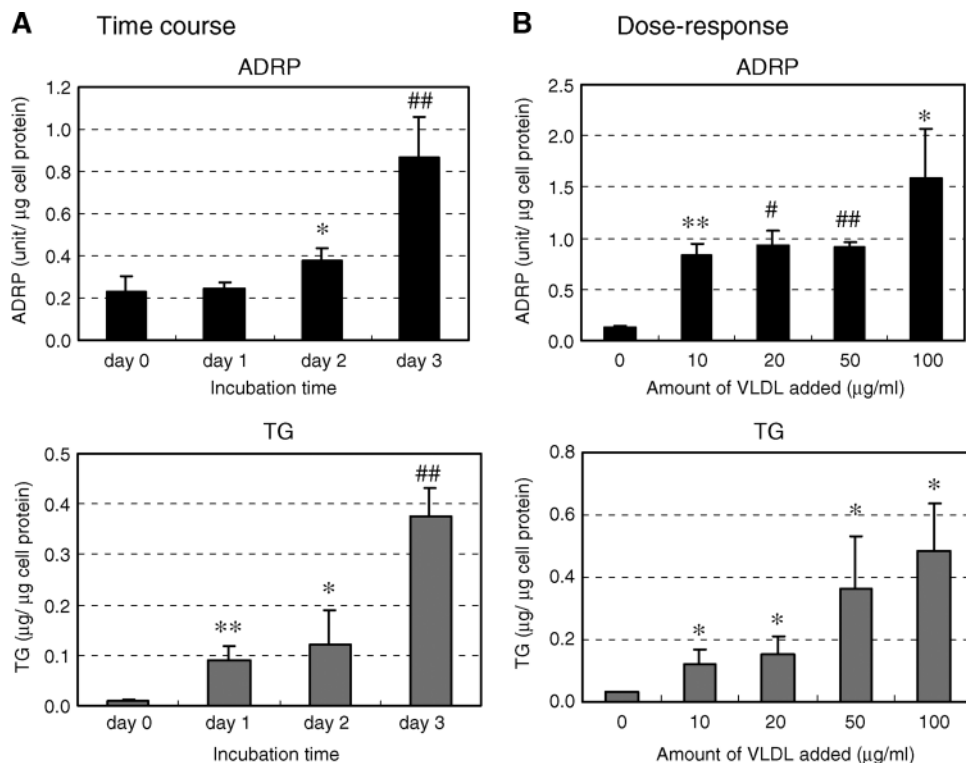 A Time course
ADRP
ADRP (unit/ μg cell protein)
1.2
1.0
0.8
0.6
0.4
0.2
0.0
*
##
day 0 day 1 day 2 day 3
Incubation time
TG
TG (μg/ μg cell protein)
0.5
0.4
0.3
0.2
0.1
0.0
**
*
##
day 0 day 1 day 2 day 3
Incubation time
B Dose-response
ADRP
ADRP (unit/ μg cell protein)
2.5
2.0
1.5
1.0
0.5
0.0
**
#
##
*
0 10 20 50 100
Amount of VLDL added (μg/ml)
TG
TG (μg/ μg cell protein)
0.8
0.6
0.4
0.2
0.0
*
*
*
*
0 10 20 50 100
Amount of VLDL added (μg/ml)